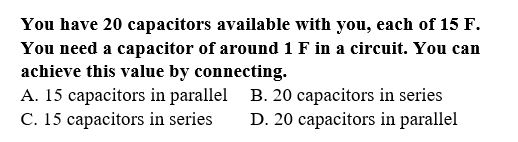 You have 20 capacitors available with you, each of 15 F.
You need a capacitor of around 1 F in a circuit. You can
achieve this value by connecting.
A. 15 capacitors in parallel B. 20 capacitors in series
C. 15 capacitors in series D. 20 capacitors in parallel